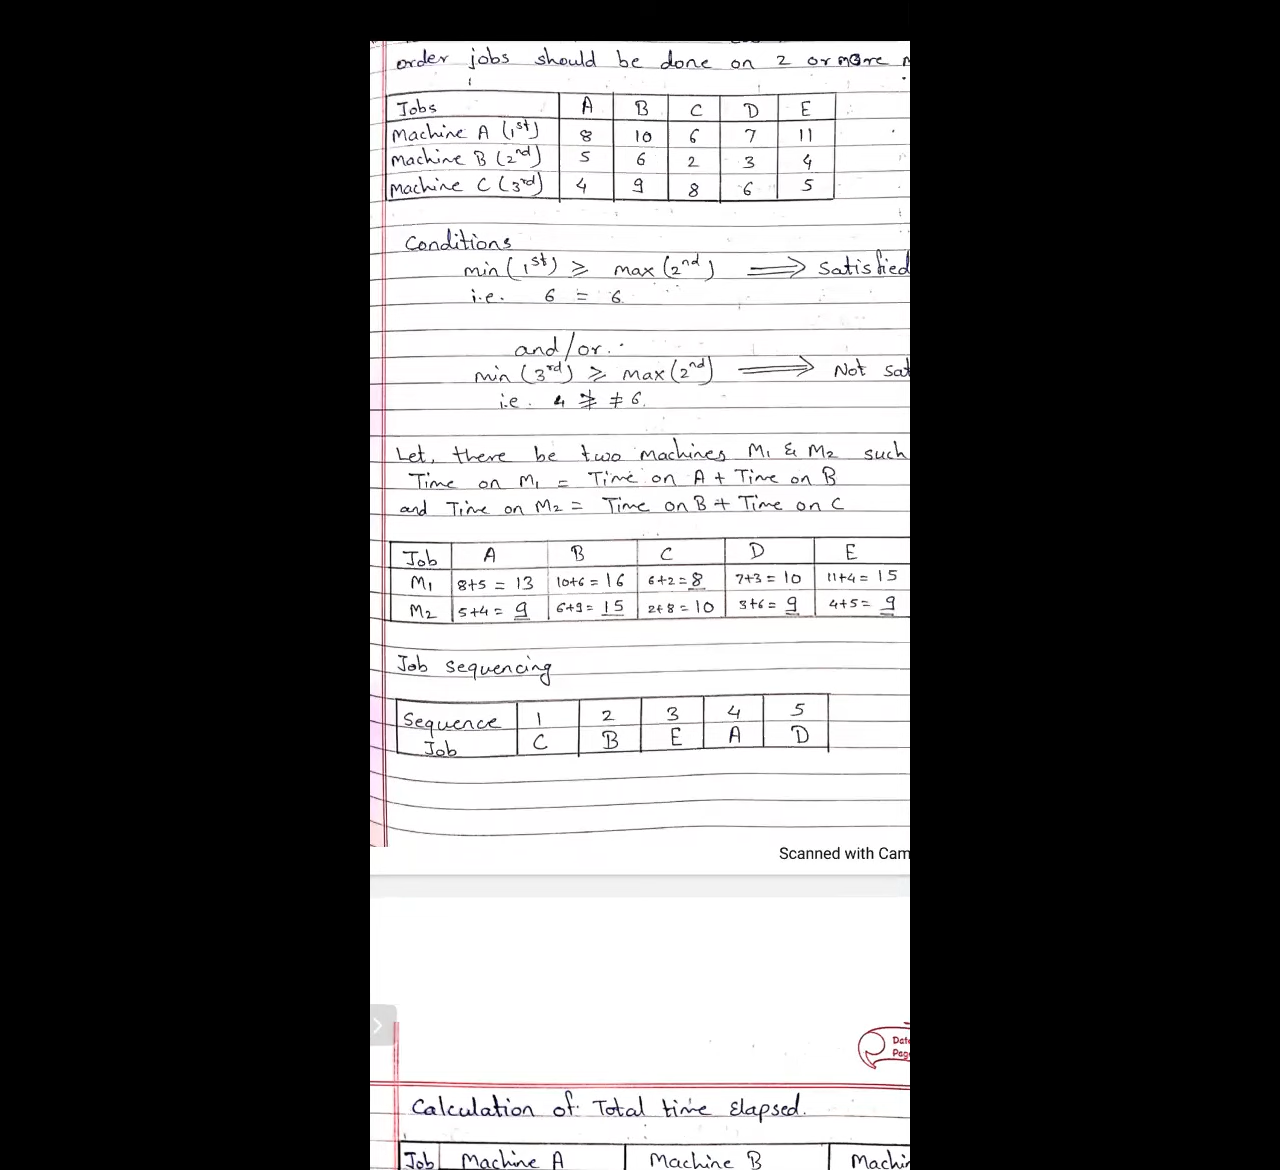 order jobs should be done on 2 or more
Jobs A B C D E
Machine A (1st) 8 10 6 7 11
Machine B (2nd) 5 6 2 3 4
Machine C (3rd) 4 9 8 6 5
Conditions
min (1st) ⩾ max (2nd) ⟹ Satisfied
i.e. 6 = 6
and/or.
min (3rd) ⩾ max (2nd) ⟹ Not sat
i.e. 4 ≱ ≠ 6.
Let, there be two machines M1 & M2 such
Time on M1 = Time on A + Time on B
and Time on M2 = Time on B + Time on C
Job A B C D E
M1 8+5 = 13 10+6 = 16 6+2 = 8 7+3 = 10 11+4 = 15
M2 5+4 = 9 6+9 = 15 2+8 = 10 3+6 = 9 4+5 = 9
Job sequencing
Sequence 1 2 3 4 5
Job C B E A D
Scanned with Cam
Date
Pag
Calculation of Total time Elapsed.
Job Machine A Machine B Machin